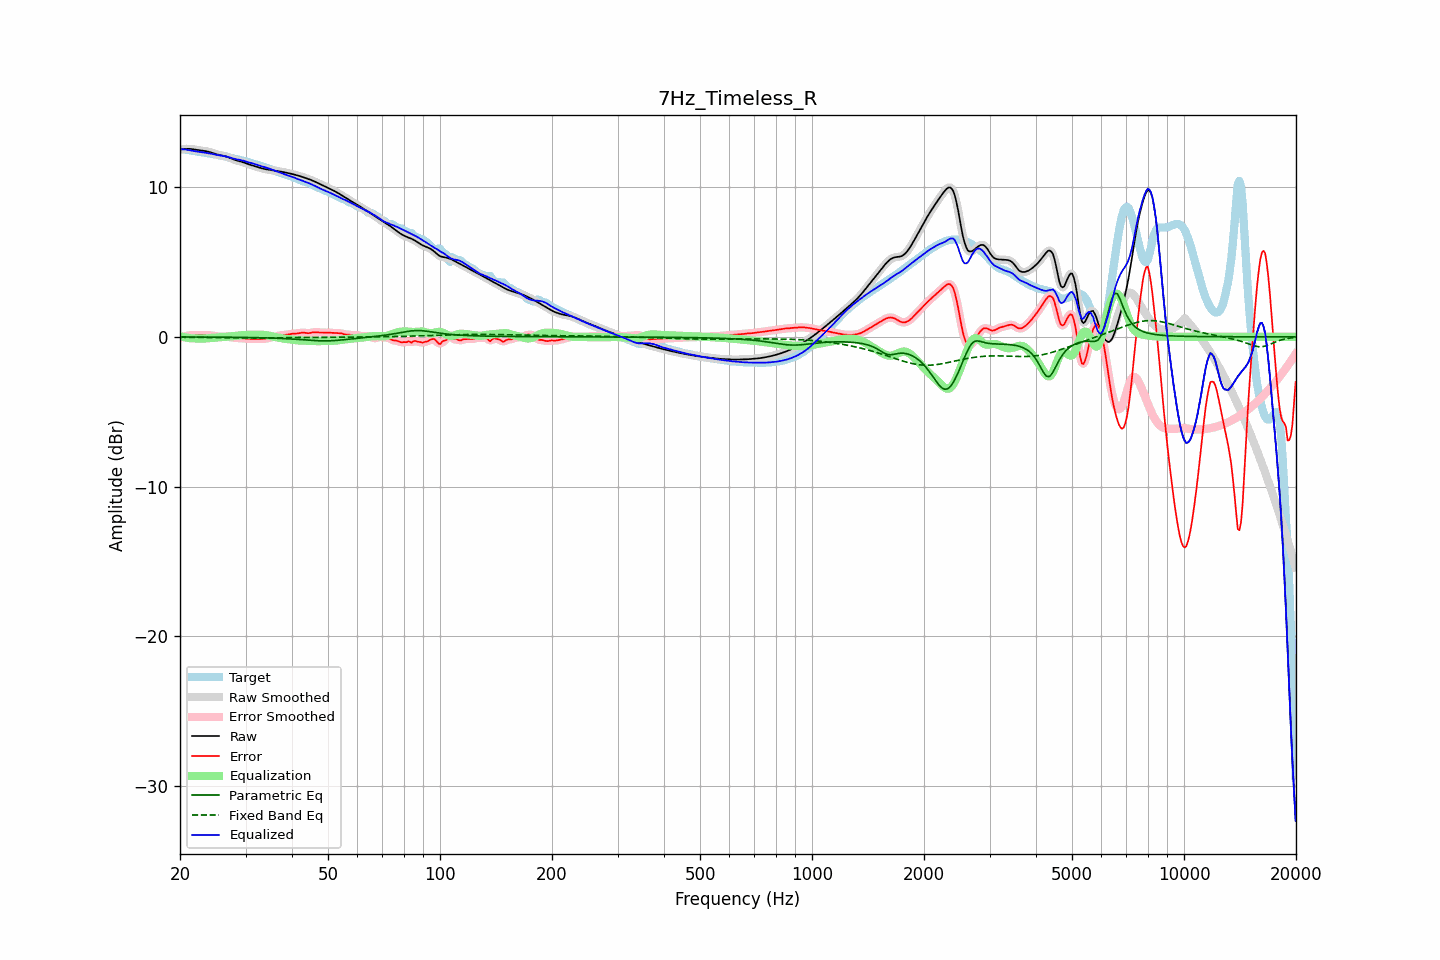 7Hz_Timeless_R
Amplitude (dBr)
10
0
−10
−20
−30
Target
Raw Smoothed
Error Smoothed
Raw
Error
Equalization
Parametric Eq
Fixed Band Eq
Equalized
20 50 100 200 500 1000 2000 5000 10000 20000
Frequency (Hz)